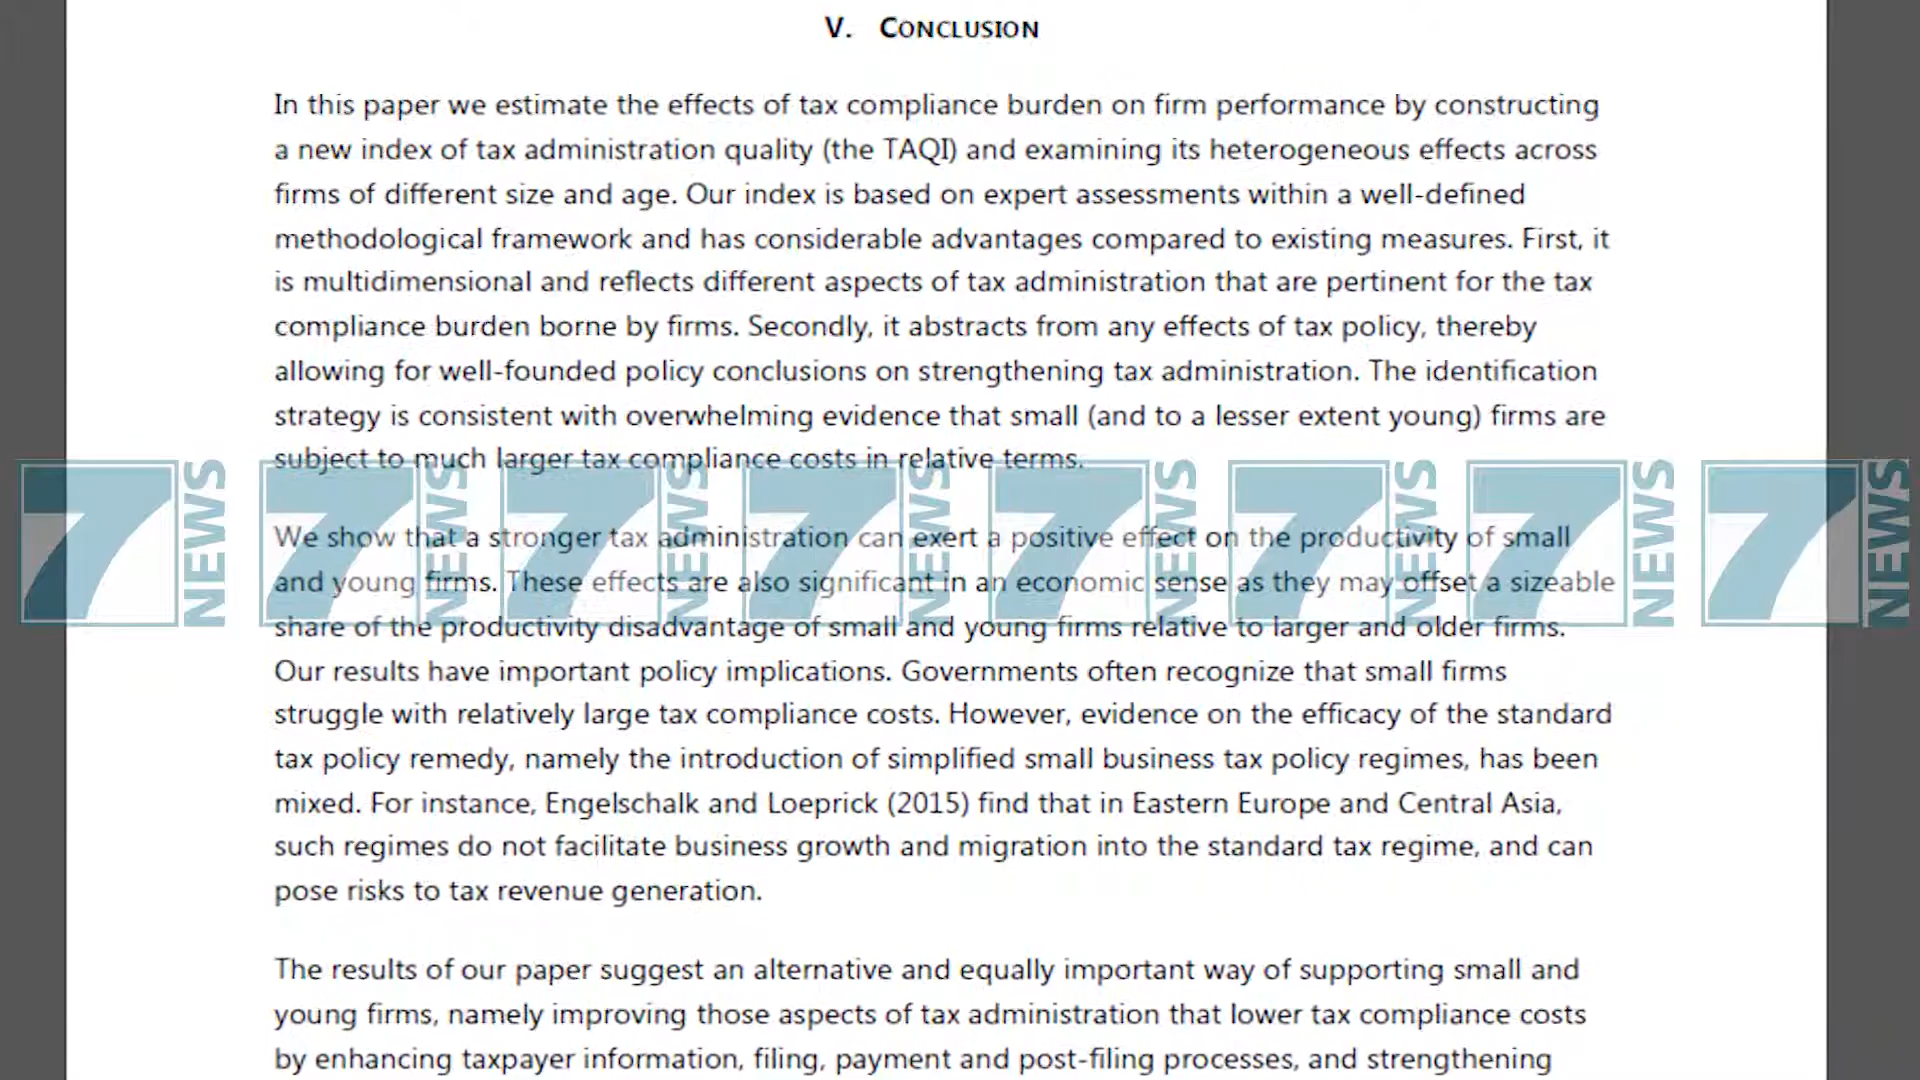 V. CONCLUSION
In this paper we estimate the effects of tax compliance burden on firm performance by constructing
a new index of tax administration quality (the TAQI) and examining its heterogeneous effects across
firms of different size and age. Our index is based on expert assessments within a well-defined
methodological framework and has considerable advantages compared to existing measures. First, it
is multidimensional and reflects different aspects of tax administration that are pertinent for the tax
compliance burden borne by firms. Secondly, it abstracts from any effects of tax policy, thereby
allowing for well-founded policy conclusions on strengthening tax administration. The identification
strategy is consistent with overwhelming evidence that small (and to a lesser extent young) firms are
subject to much larger tax compliance costs in relative terms.
7 NEWS 7 NEWS 7 NEWS 7 NEWS 7 NEWS 7 NEWS 7 NEWS 7 NEWS
We show that a stronger tax administration can exert a positive effect on the productivity of small
and young firms. These effects are also significant in an economic sense as they may offset a sizeable
share of the productivity disadvantage of small and young firms relative to larger and older firms.
Our results have important policy implications. Governments often recognize that small firms
struggle with relatively large tax compliance costs. However, evidence on the efficacy of the standard
tax policy remedy, namely the introduction of simplified small business tax policy regimes, has been
mixed. For instance, Engelschalk and Loeprick (2015) find that in Eastern Europe and Central Asia,
such regimes do not facilitate business growth and migration into the standard tax regime, and can
pose risks to tax revenue generation.
The results of our paper suggest an alternative and equally important way of supporting small and
young firms, namely improving those aspects of tax administration that lower tax compliance costs
by enhancing taxpayer information, filing, payment and post-filing processes, and strengthening